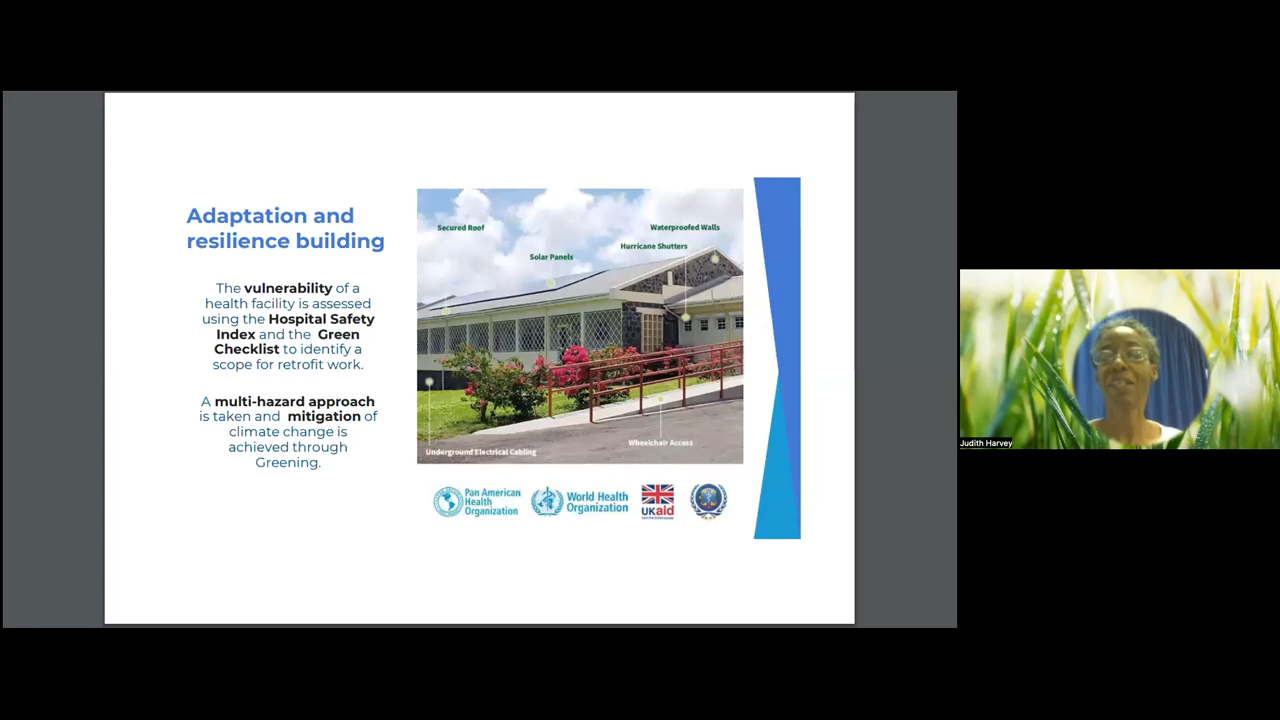 Adaptation and
resilience building
The vulnerability of a
health facility is assessed
using the Hospital Safety
Index and the Green
Checklist to identify a
scope for retrofit work.
A multi-hazard approach
is taken and mitigation of
climate change is
achieved through
Greening.
Secured Roof
Solar Panels
Waterproofed Walls
Hurricane Shutters
Wheelchair Access
Underground Electrical Cabling
Pan American
Health
Organization
World Health
Organization
UKaid
Judith Harvey